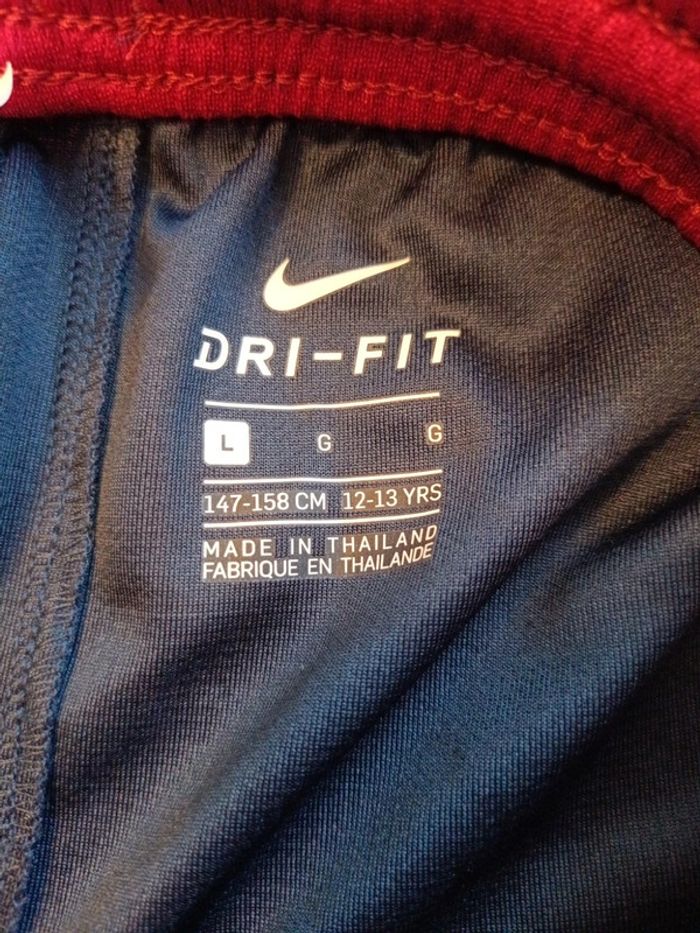 DRI-FIT
L G G
147-158 CM 12-13 YRS
MADE IN THAILAND
FABRIQUE EN THAILANDE